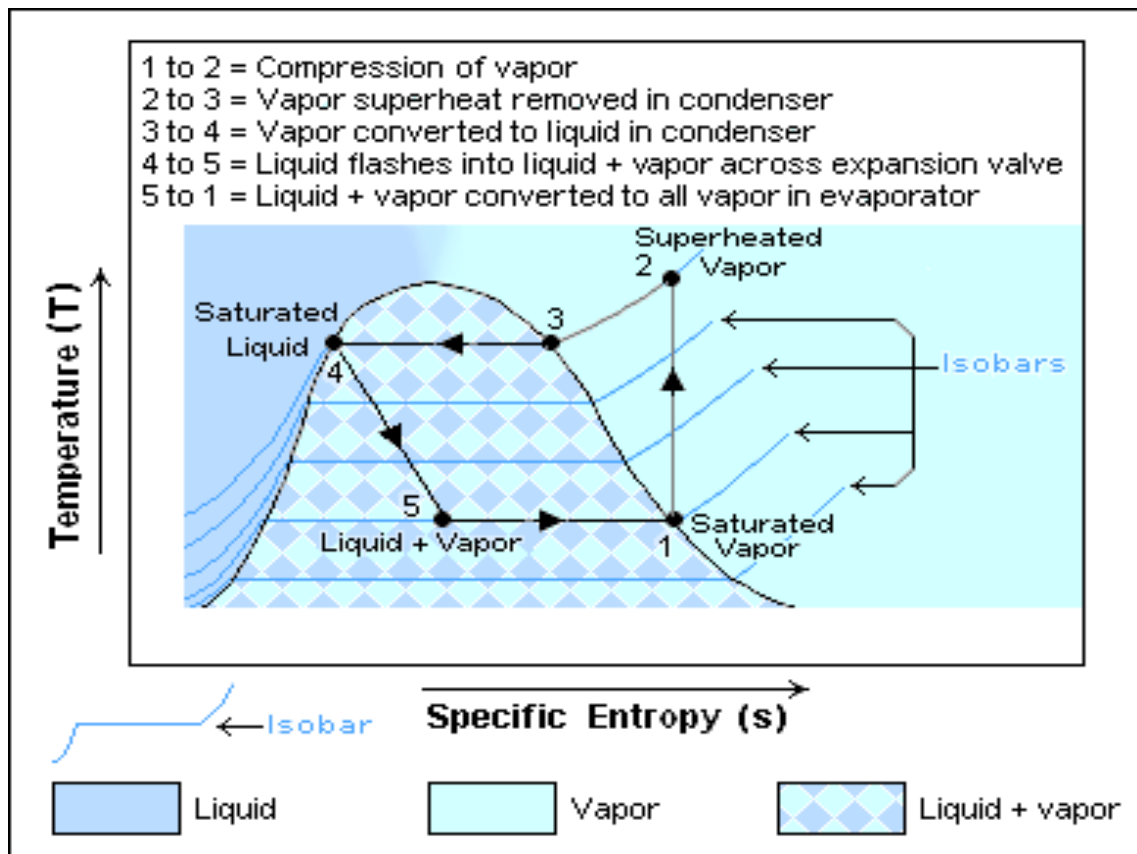 1 to 2 = Compression of vapor
2 to 3 = Vapor superheat removed in condenser
3 to 4 = Vapor converted to liquid in condenser
4 to 5 = Liquid flashes into liquid + vapor across expansion valve
5 to 1 = Liquid + vapor converted to all vapor in evaporator
Superheated
2 Vapor
Saturated
Liquid
3
4
Isobars
5
Liquid + Vapor
1
Saturated
Vapor
Temperature (T)
Isobar
Specific Entropy (s)
Liquid
Vapor
Liquid + vapor